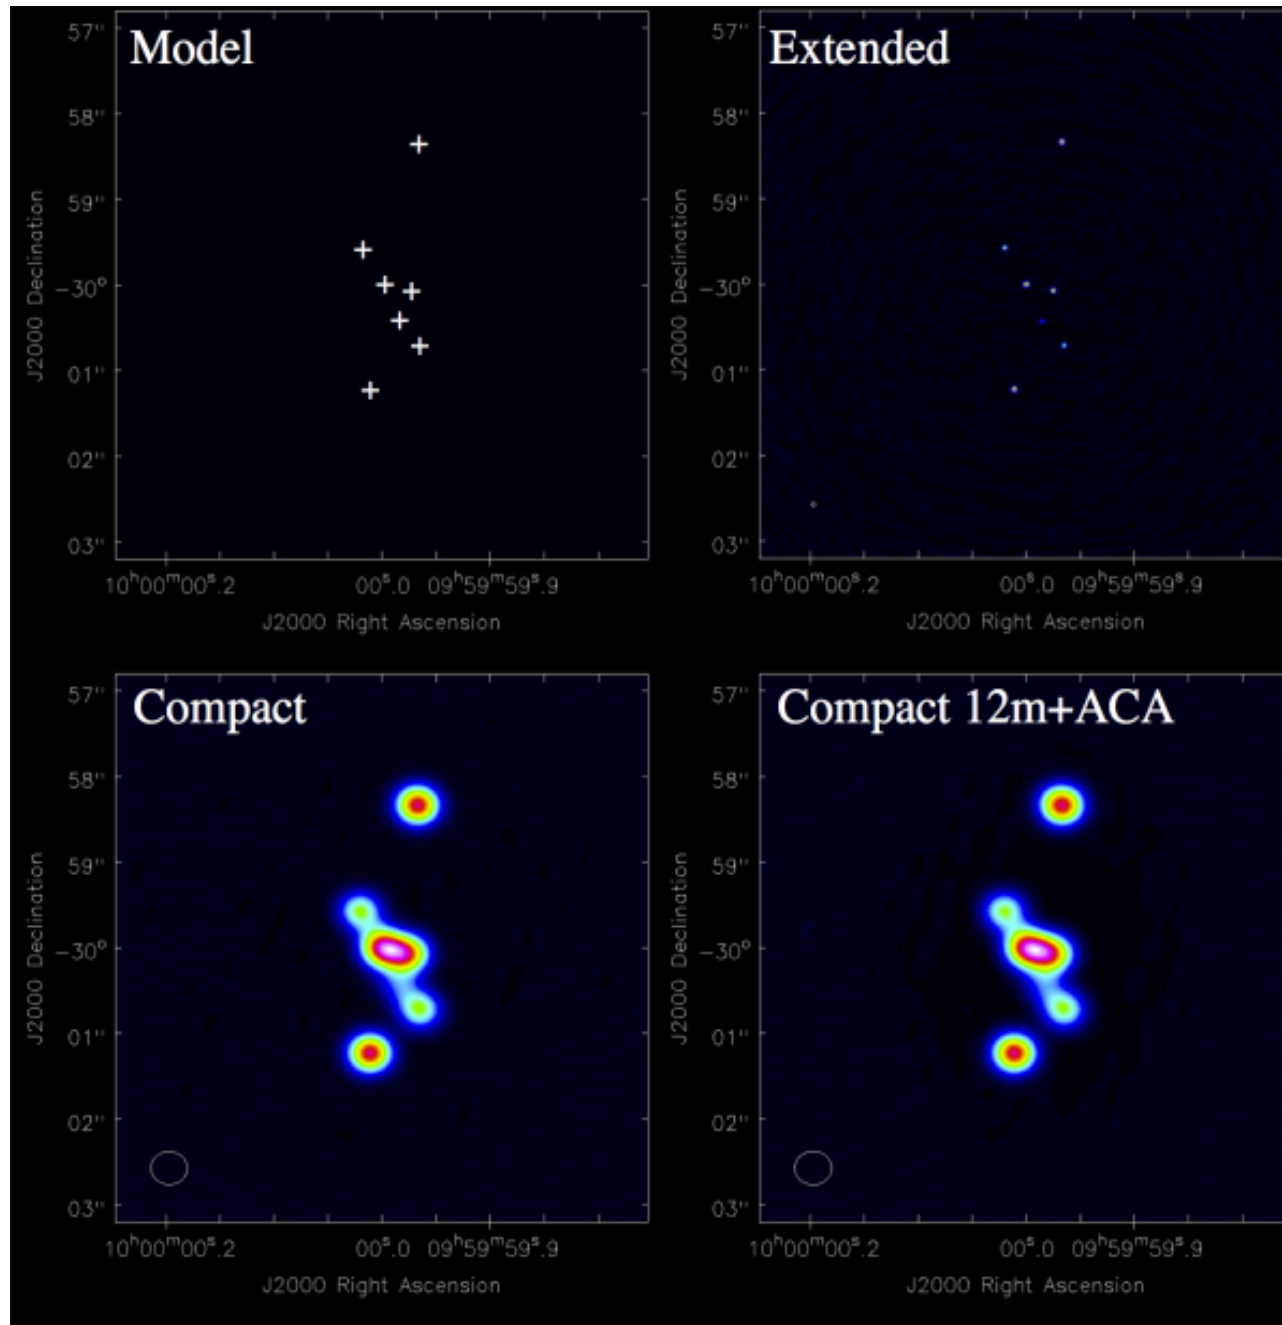 Model
57"
58"
59"
-30°
01"
02"
03"
J2000 Declination
10ʰ00ᵐ00ˢ.2
00ˢ.0
09ʰ59ᵐ59ˢ.9
J2000 Right Ascension
Extended
57"
58"
59"
-30°
01"
02"
03"
J2000 Declination
10ʰ00ᵐ00ˢ.2
00ˢ.0
09ʰ59ᵐ59ˢ.9
J2000 Right Ascension
Compact
57"
58"
59"
-30°
01"
02"
03"
J2000 Declination
10ʰ00ᵐ00ˢ.2
00ˢ.0
09ʰ59ᵐ59ˢ.9
J2000 Right Ascension
Compact 12m+ACA
57"
58"
59"
-30°
01"
02"
03"
J2000 Declination
10ʰ00ᵐ00ˢ.2
00ˢ.0
09ʰ59ᵐ59ˢ.9
J2000 Right Ascension